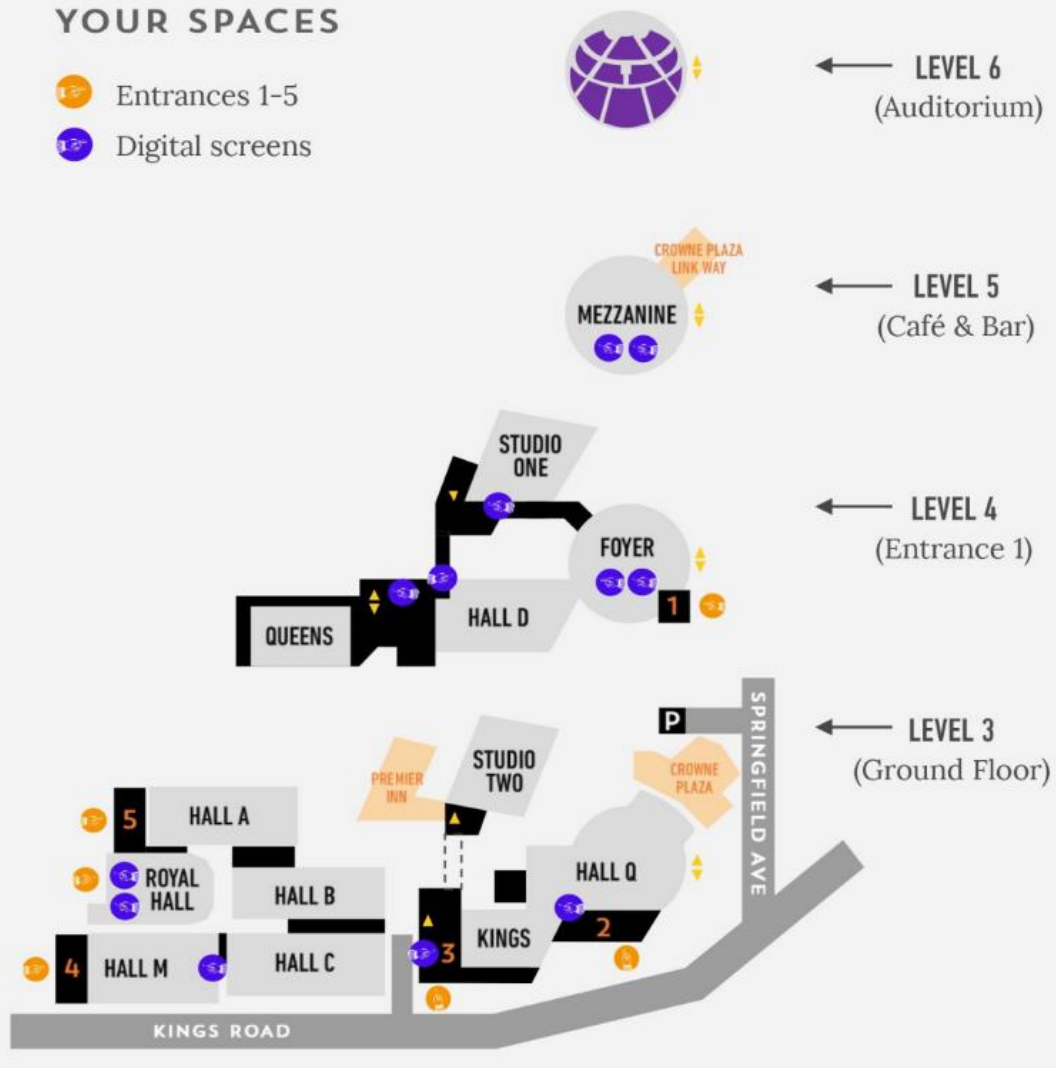 YOUR SPACES
Entrances 1-5
Digital screens
LEVEL 6
(Auditorium)
CROWNE PLAZA
LINK WAY
MEZZANINE
LEVEL 5
(Café & Bar)
STUDIO
ONE
FOYER
LEVEL 4
(Entrance 1)
1
HALL D
QUEENS
P
SPRINGFIELD AVE
LEVEL 3
(Ground Floor)
STUDIO
TWO
PREMIER
INN
CROWNE
PLAZA
5
HALL A
ROYAL
HALL
HALL B
HALL Q
2
3
KINGS
4
HALL M
HALL C
KINGS ROAD